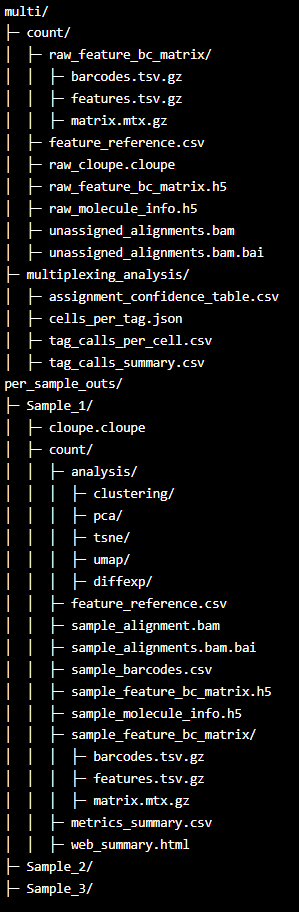 multi/
│ ├─ count/
│ │ ├─ raw_feature_bc_matrix/
│ │ │ ├─ barcodes.tsv.gz
│ │ │ ├─ features.tsv.gz
│ │ │ ├─ matrix.mtx.gz
│ │ ├─ feature_reference.csv
│ │ ├─ raw_cloupe.cloupe
│ │ ├─ raw_feature_bc_matrix.h5
│ │ ├─ raw_molecule_info.h5
│ │ ├─ unassigned_alignments.bam
│ │ ├─ unassigned_alignments.bam.bai
│ ├─ multiplexing_analysis/
│ │ ├─ assignment_confidence_table.csv
│ │ ├─ cells_per_tag.json
│ │ ├─ tag_calls_per_cell.csv
│ │ ├─ tag_calls_summary.csv
per_sample_outs/
├─ Sample_1/
│ │ ├─ cloupe.cloupe
│ │ ├─ count/
│ │ │ ├─ analysis/
│ │ │ │ ├─ clustering/
│ │ │ │ ├─ pca/
│ │ │ │ ├─ tsne/
│ │ │ │ ├─ umap/
│ │ │ │ ├─ diffexp/
│ │ │ ├─ feature_reference.csv
│ │ │ ├─ sample_alignment.bam
│ │ │ ├─ sample_alignments.bam.bai
│ │ │ ├─ sample_barcodes.csv
│ │ │ ├─ sample_feature_bc_matrix.h5
│ │ │ ├─ sample_molecule_info.h5
│ │ │ ├─ sample_feature_bc_matrix/
│ │ │ │ ├─ barcodes.tsv.gz
│ │ │ │ ├─ features.tsv.gz
│ │ │ │ ├─ matrix.mtx.gz
│ │ │ ├─ metrics_summary.csv
│ │ │ ├─ web_summary.html
├─ Sample_2/
├─ Sample_3/